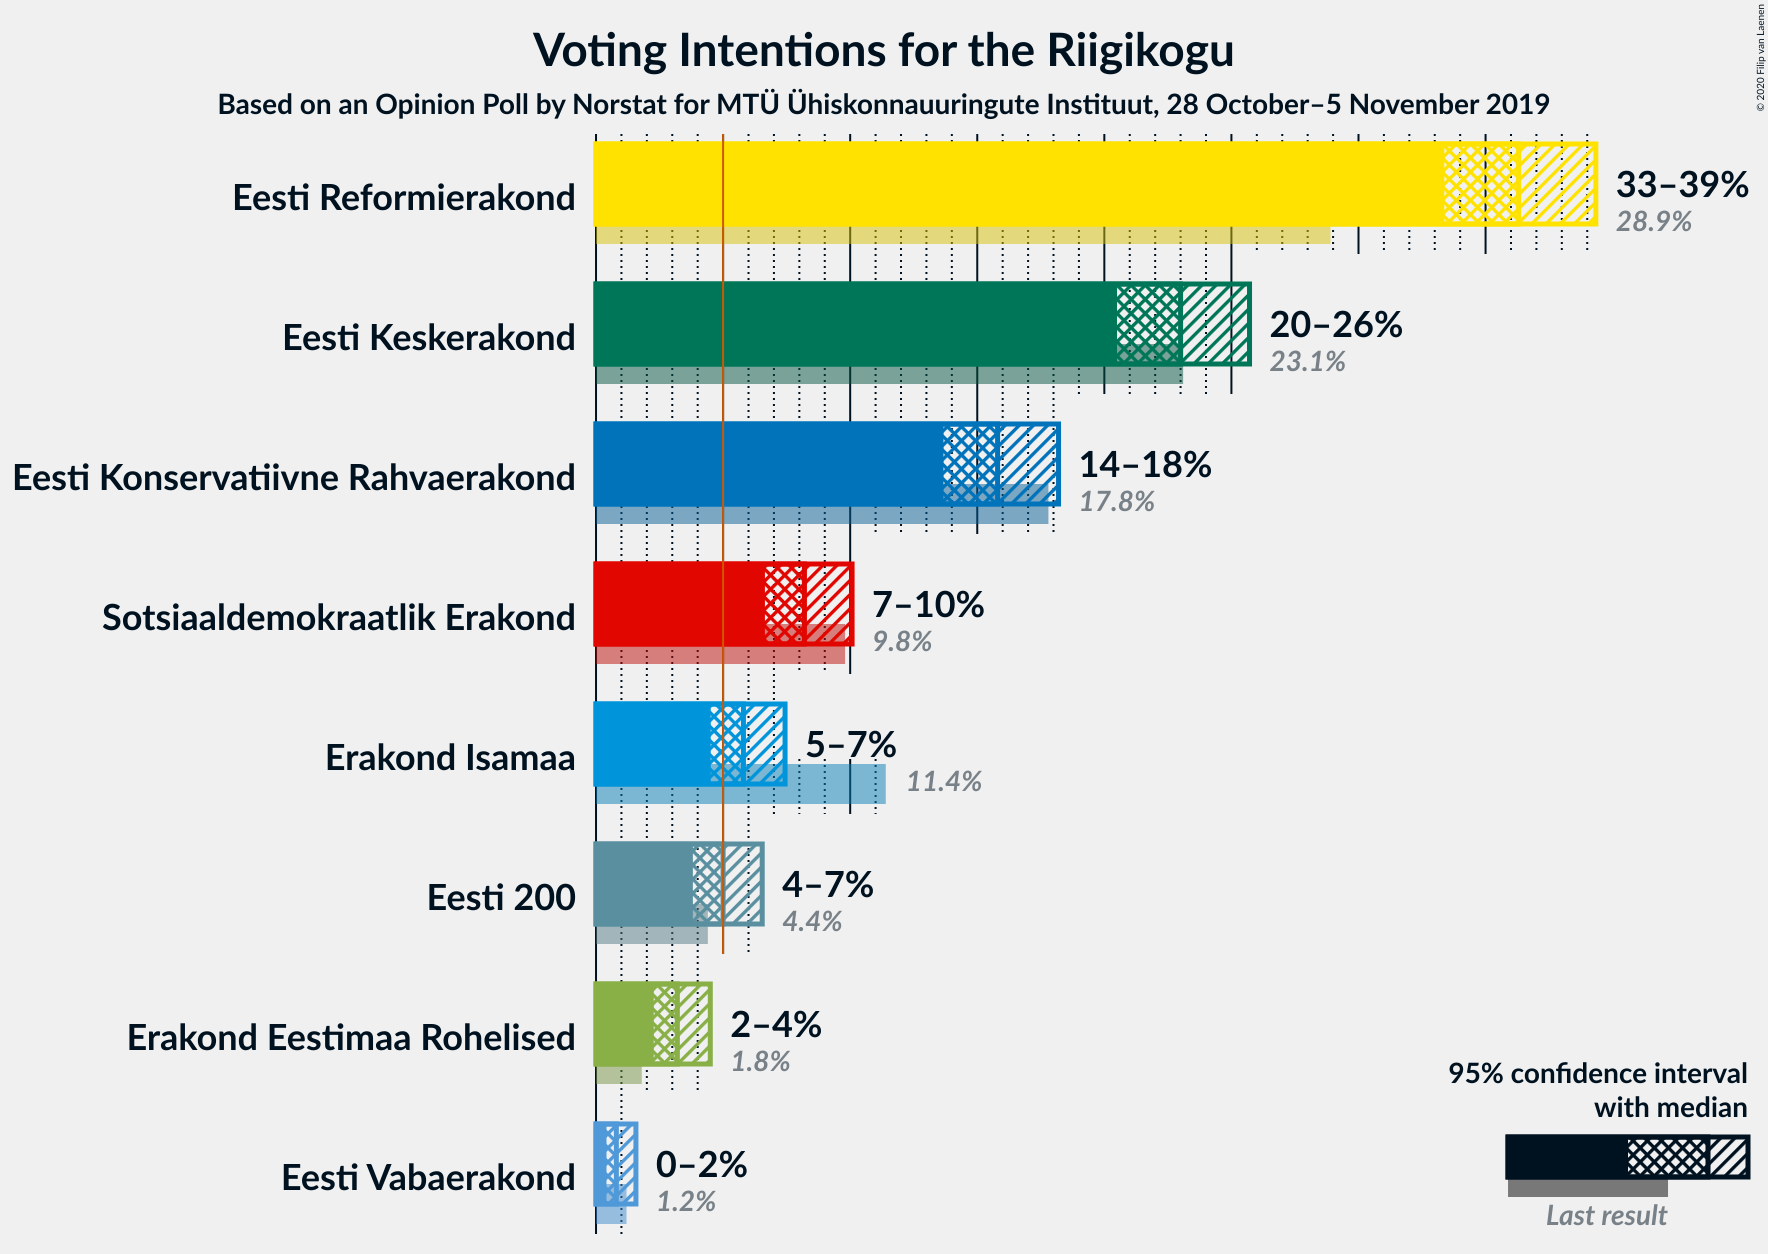 Voting Intentions for the Riigikogu
Based on an Opinion Poll by Norstat for MTÜ Ühiskonnauuringute Instituut, 28 October–5 November 2019
© 2020 Filip van Laenen
Eesti Reformierakond
33–39%
28.9%
Eesti Keskerakond
20–26%
23.1%
Eesti Konservatiivne Rahvaerakond
14–18%
17.8%
Sotsiaaldemokraatlik Erakond
7–10%
9.8%
Erakond Isamaa
5–7%
11.4%
Eesti 200
4–7%
4.4%
Erakond Eestimaa Rohelised
2–4%
1.8%
Eesti Vabaerakond
0–2%
1.2%
95% confidence interval
with median
Last result